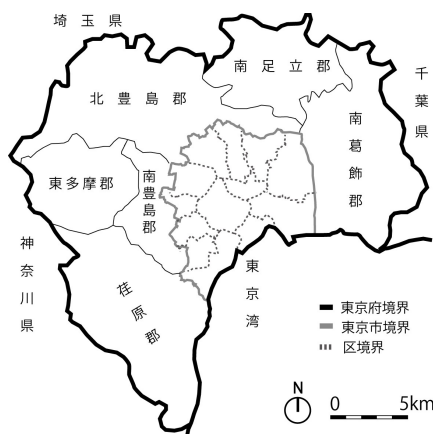 埼玉県
南足立郡
千葉県
北豊島郡
南葛飾郡
東多摩郡
南豊島郡
神奈川県
荏原郡
東京湾
東京府境界
東京市境界
区境界
N
0 5km